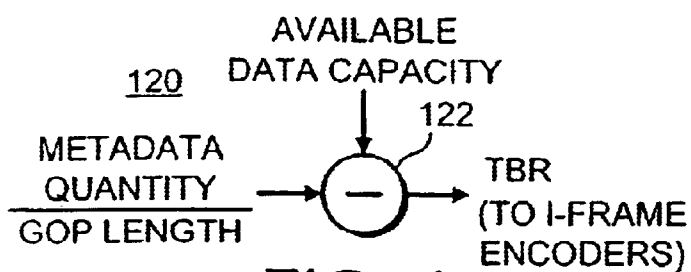 AVAILABLE
DATA CAPACITY
120
122
METADATA
QUANTITY
GOP LENGTH
−
TBR
(TO I-FRAME
ENCODERS)